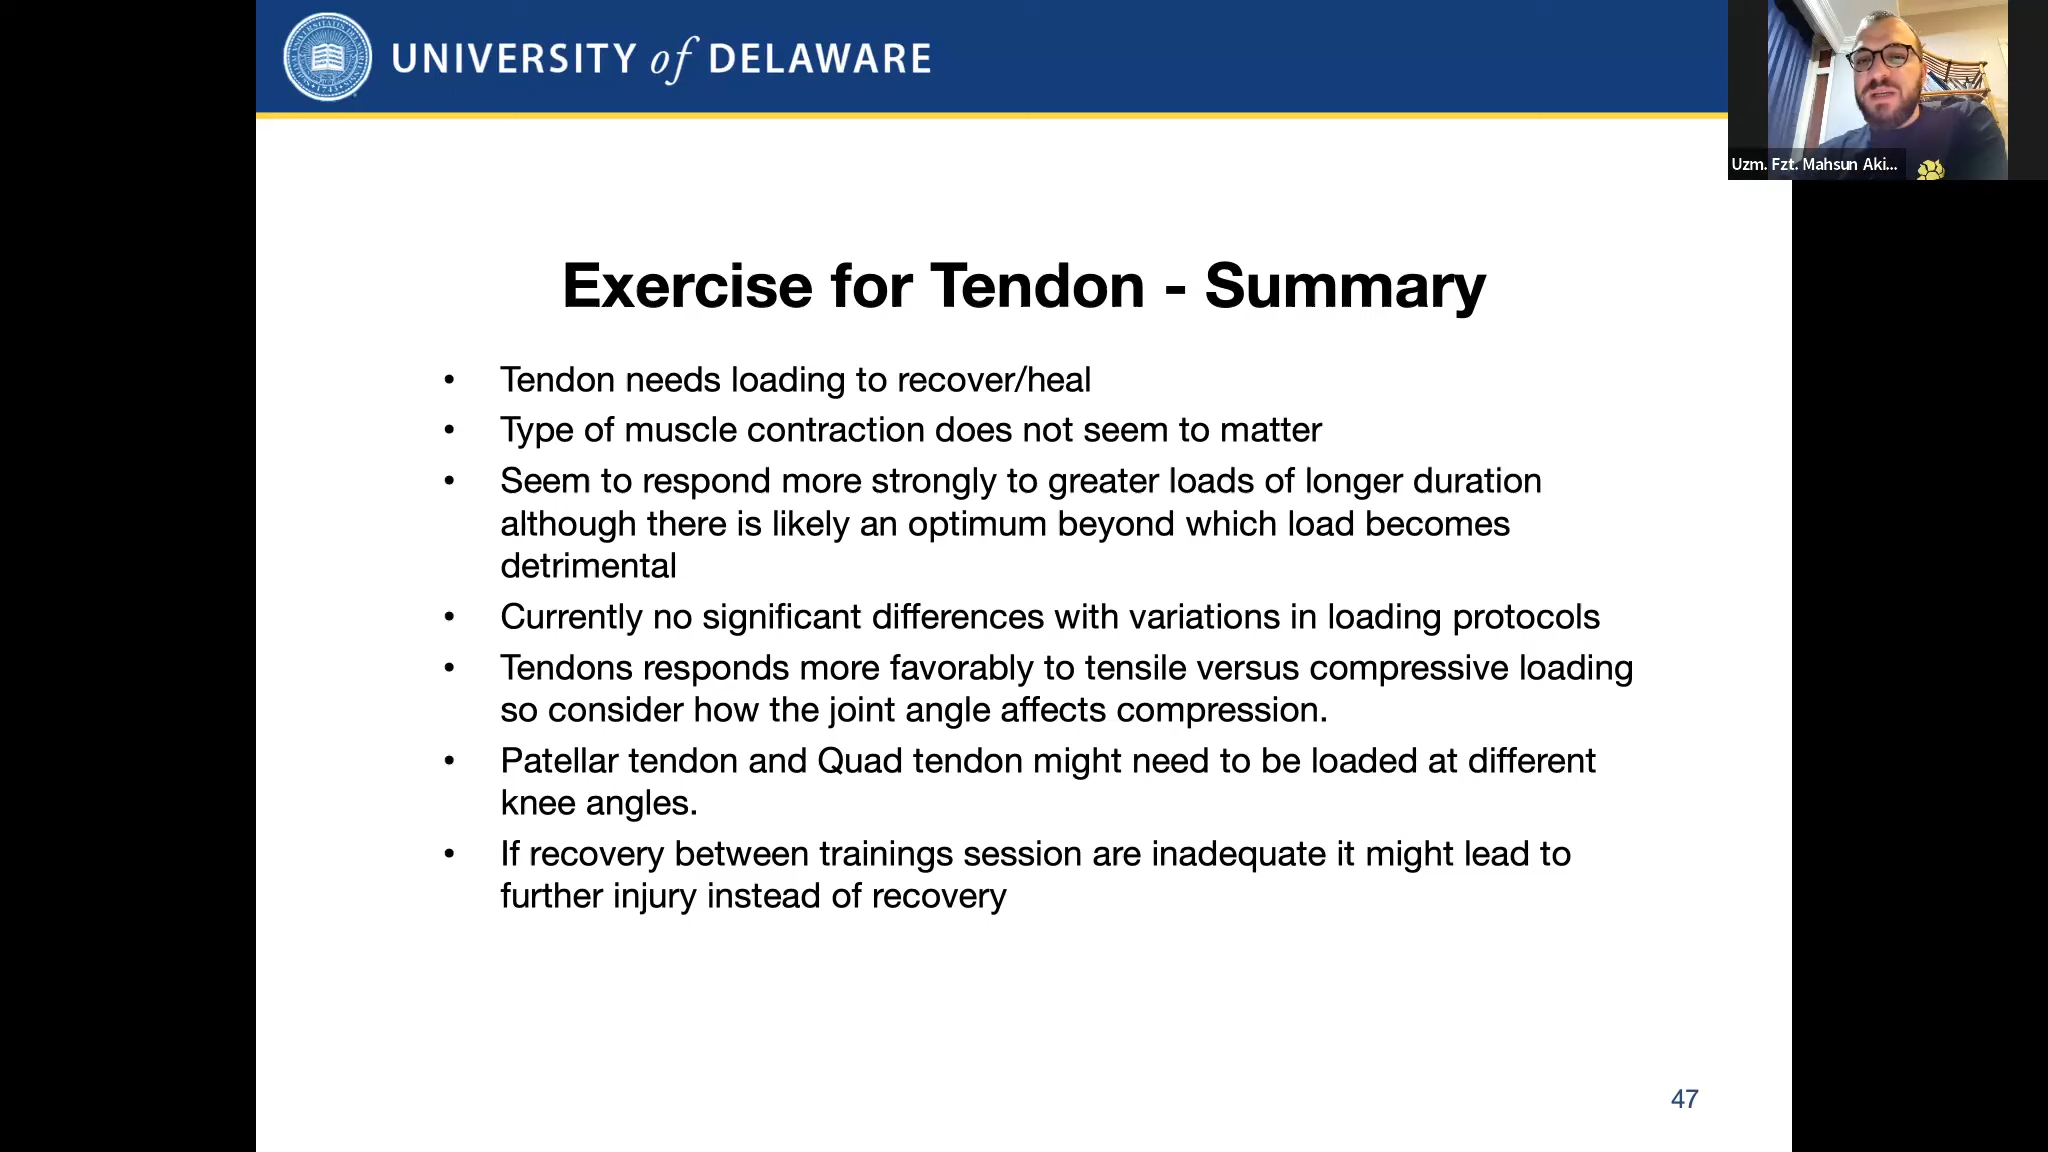 UNIVERSITY of DELAWARE
Uzm. Fzt. Mahsun Aki...
Exercise for Tendon - Summary
• Tendon needs loading to recover/heal
• Type of muscle contraction does not seem to matter
• Seem to respond more strongly to greater loads of longer duration
although there is likely an optimum beyond which load becomes
detrimental
• Currently no significant differences with variations in loading protocols
• Tendons responds more favorably to tensile versus compressive loading
so consider how the joint angle affects compression.
• Patellar tendon and Quad tendon might need to be loaded at different
knee angles.
• If recovery between trainings session are inadequate it might lead to
further injury instead of recovery
47